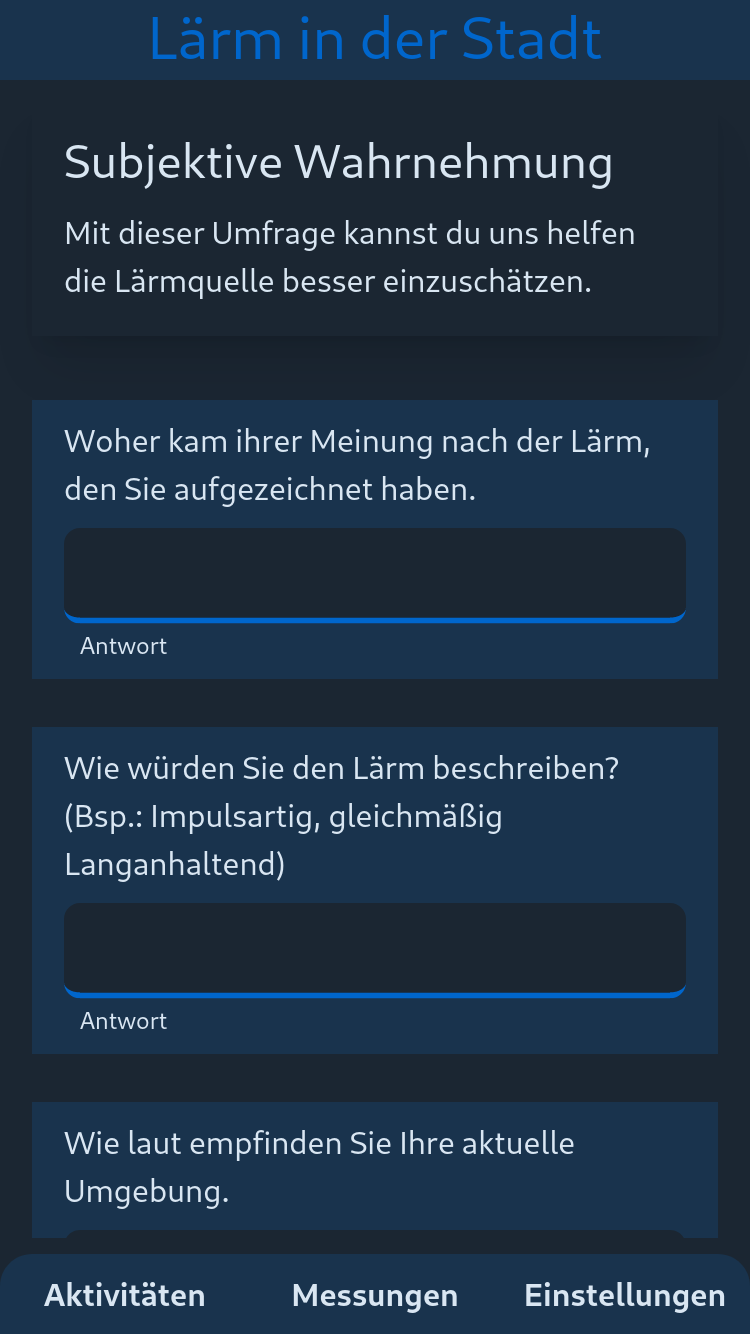 Lärm in der Stadt
Subjektive Wahrnehmung
Mit dieser Umfrage kannst du uns helfen
die Lärmquelle besser einzuschätzen.
Woher kam ihrer Meinung nach der Lärm,
den Sie aufgezeichnet haben.
Antwort
Wie würden Sie den Lärm beschreiben?
(Bsp.: Impulsartig, gleichmäßig
Langanhaltend)
Antwort
Wie laut empfinden Sie Ihre aktuelle
Umgebung.
Aktivitäten Messungen Einstellungen